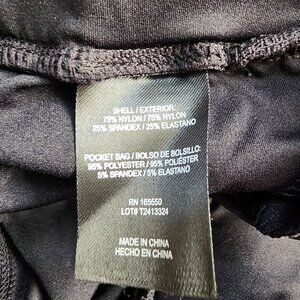 SHELL / EXTERIOR:
75% NYLON / 75% NYLON
25% SPANDEX / 25% ELASTANO
POCKET BAG / BOLSO DE BOLSILLO:
95% POLYESTER / 95% POLIÉSTER
5% SPANDEX / 5% ELASTANO
RN 165550
LOT# T2413324
MADE IN CHINA
HECHO EN CHINA